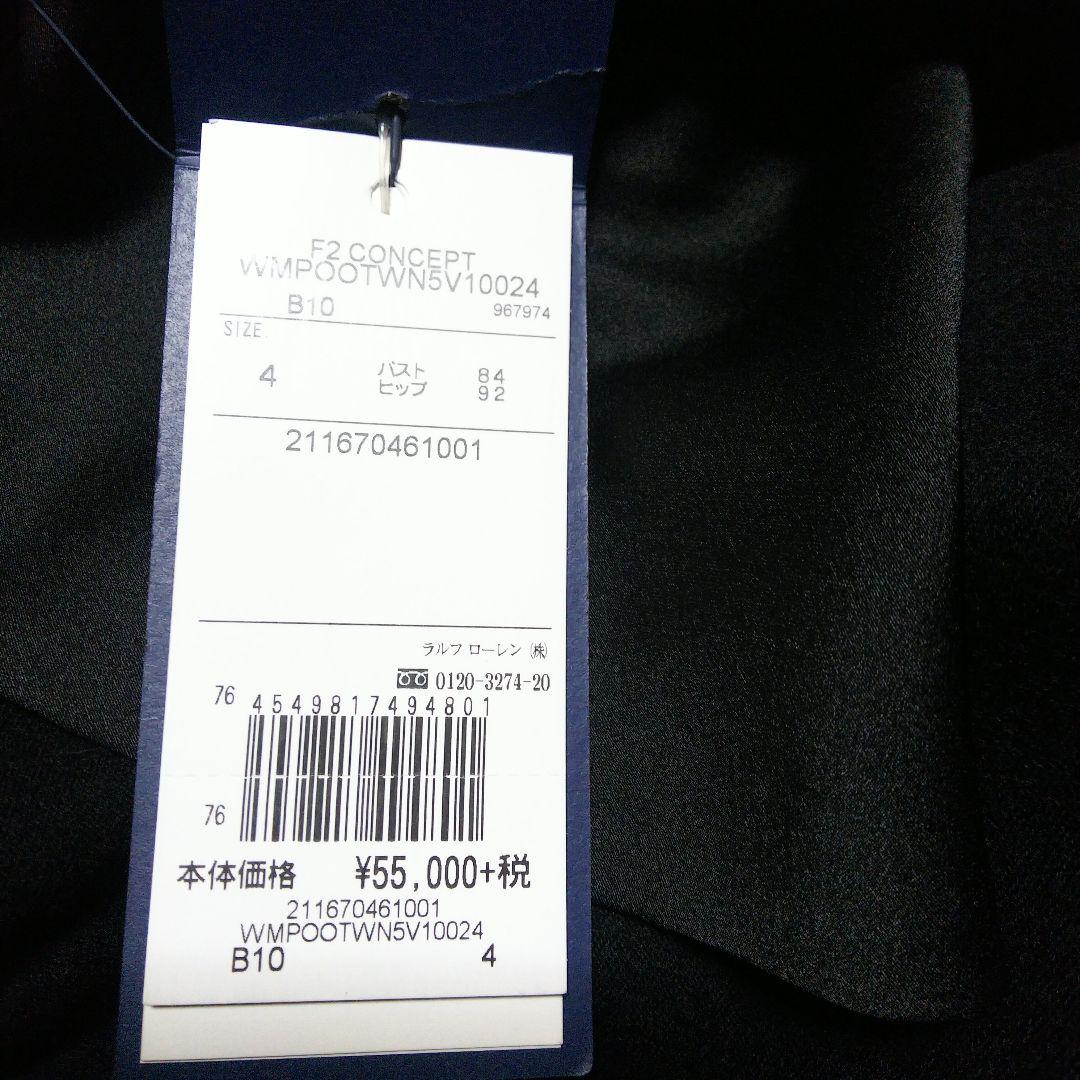 F2 CONCEPT
WMPOOTWN5V10024
B10 967974
SIZE.
4 バスト 84
ヒップ 92
211670461001
ラルフ ローレン ㈱
0120-3274-20
76 4549817494801
76
本体価格 ¥55,000+税
211670461001
WMPOOTWN5V10024
B10 4